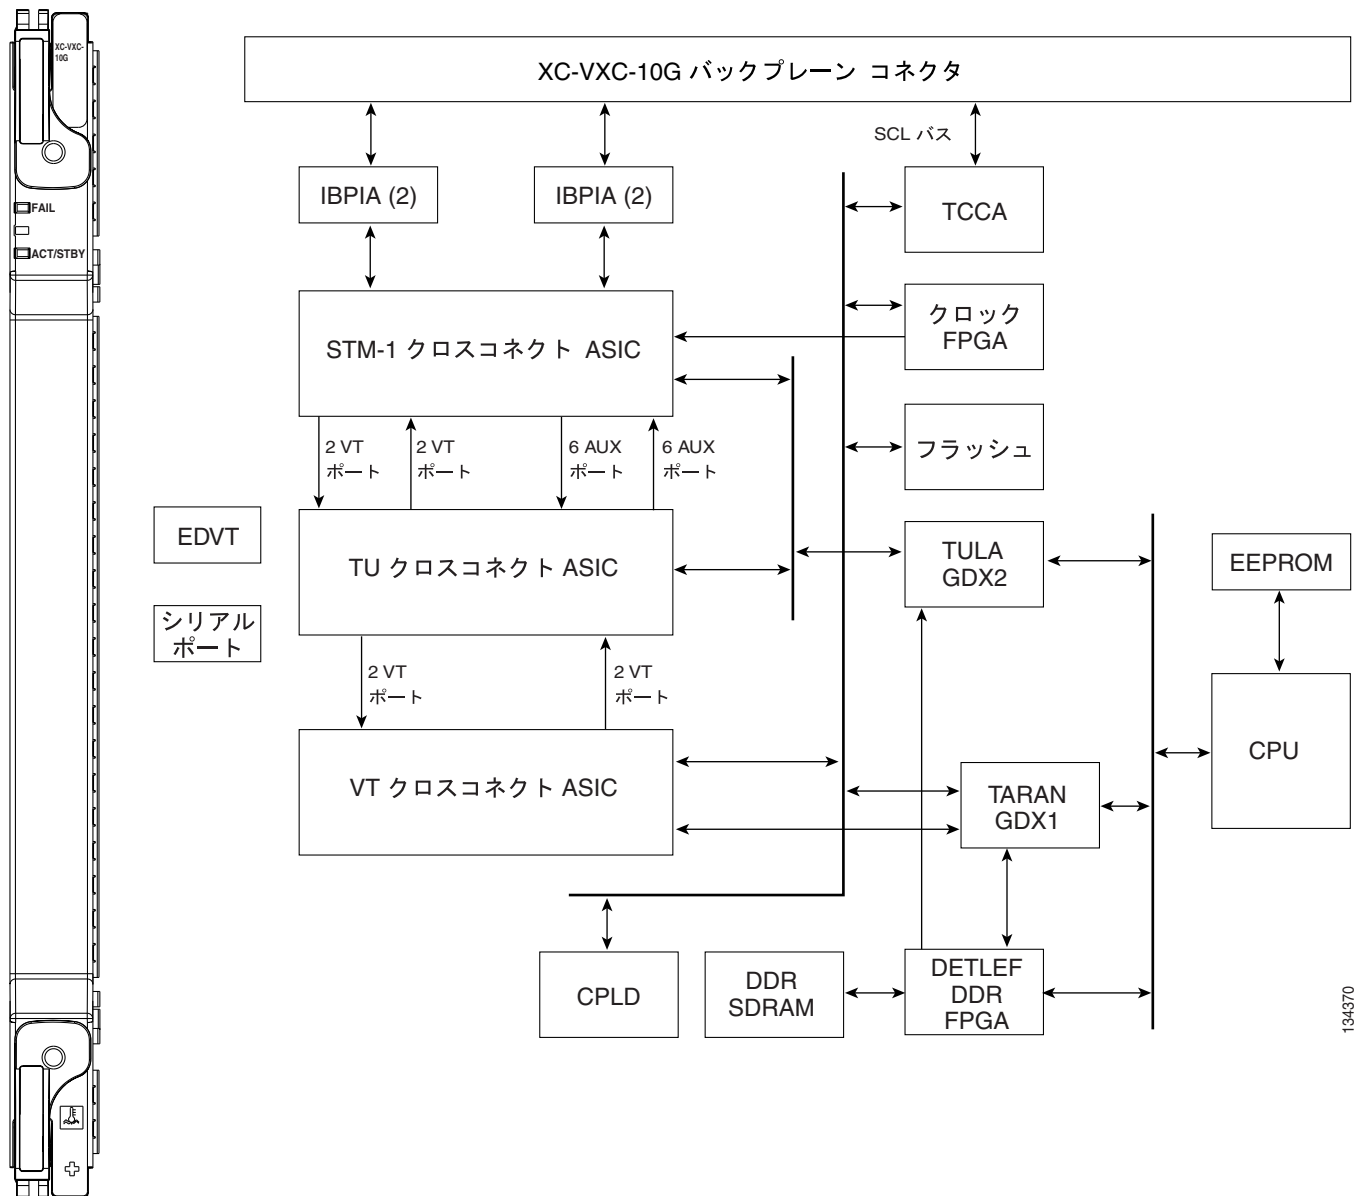 XC-VXC-
10G
FAIL
ACT/STBY
XC-VXC-10G バックプレーン コネクタ
SCL バス
IBPIA (2)
IBPIA (2)
TCCA
クロック
FPGA
STM-1 クロスコネクト ASIC
2 VT
ポート
2 VT
ポート
6 AUX
ポート
6 AUX
ポート
フラッシュ
EDVT
シリアル
ポート
TU クロスコネクト ASIC
TULA
GDX2
EEPROM
2 VT
ポート
2 VT
ポート
VT クロスコネクト ASIC
TARAN
GDX1
CPU
CPLD
DDR
SDRAM
DETLEF
DDR
FPGA
134370